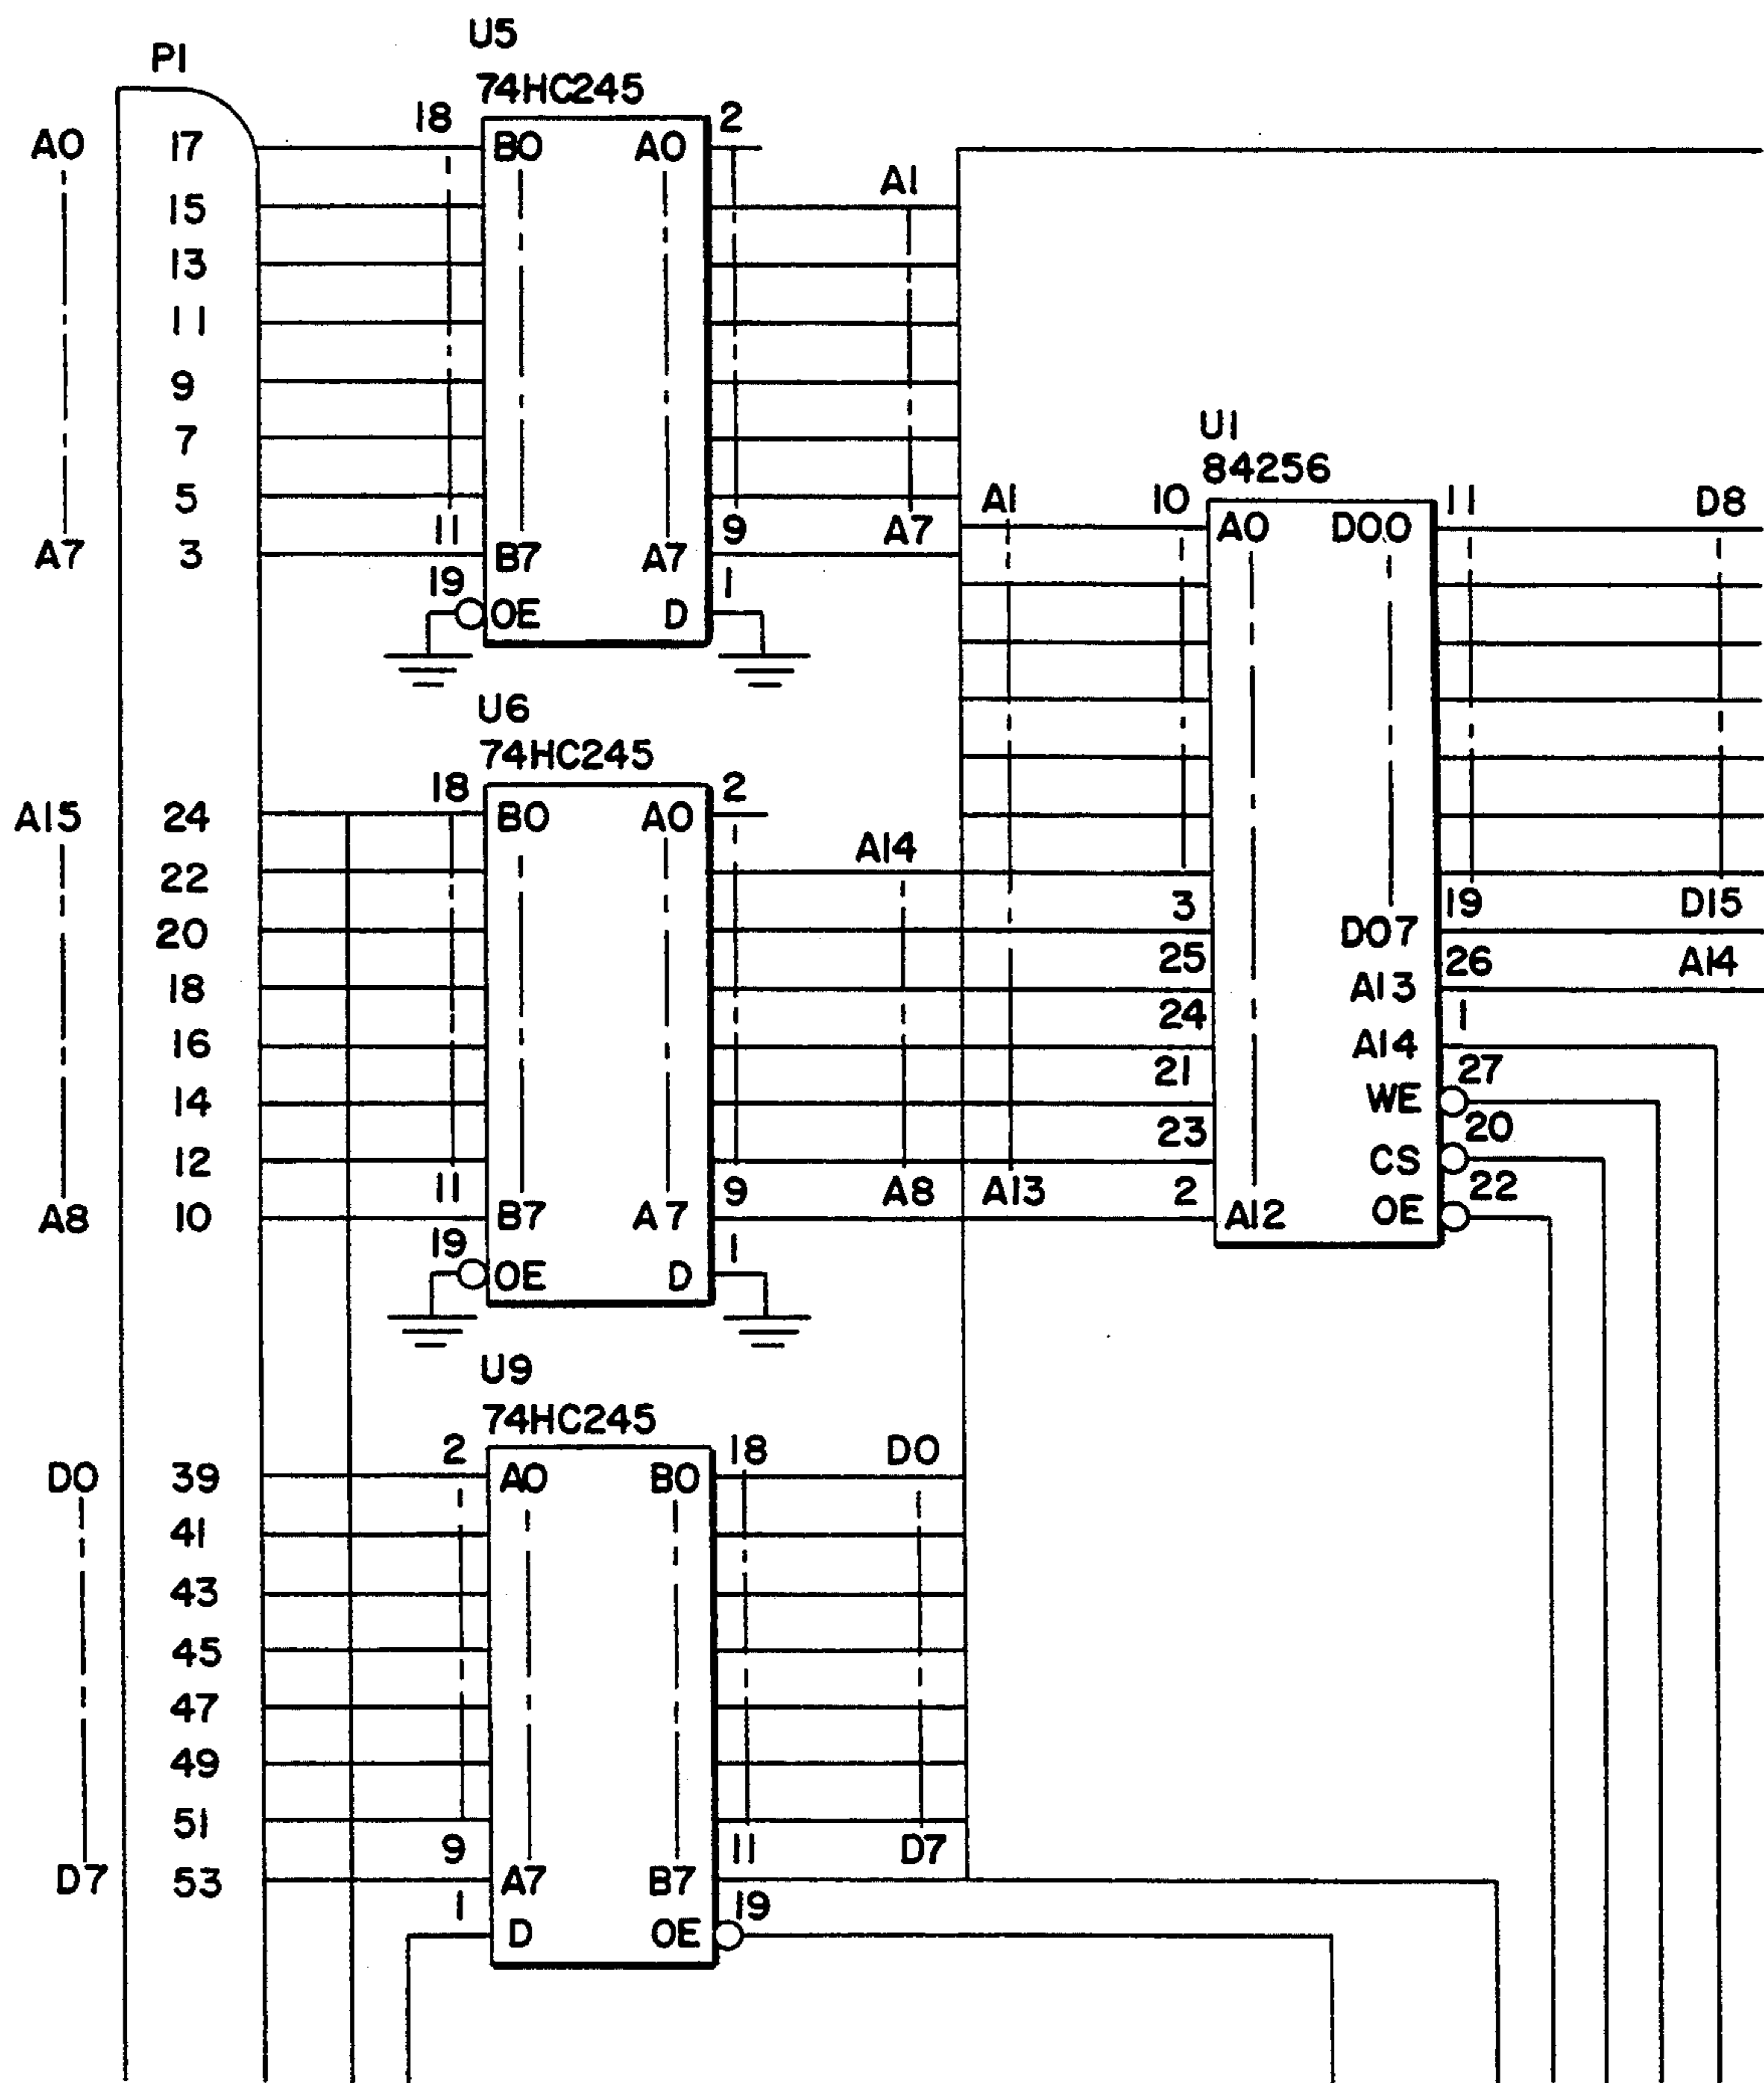 P1
U5
74HC245
A0 17 18 B0 A0 2
15 A1
13
11
9
7
5
11 9 A7
A7 3 B7 A7
19 1
OE D
U1
84256
A1 10 11 D8
A0 DO0
U6
74HC245
A15 24 18 B0 A0 2
22 A14
20 3 19 D15
DO7
18 25 26 A14
A13
16 24 1
A14
14 21 27
WE
12 23 20
CS
11 9 A8 A13 2 22
A8 10 B7 A7 A12 OE
19 1
OE D
U9
74HC245
2 18 D0
D0 39 A0 B0
41
43
45
47
49
51
9 11 D7
D7 53 A7 B7
1 19
D OE